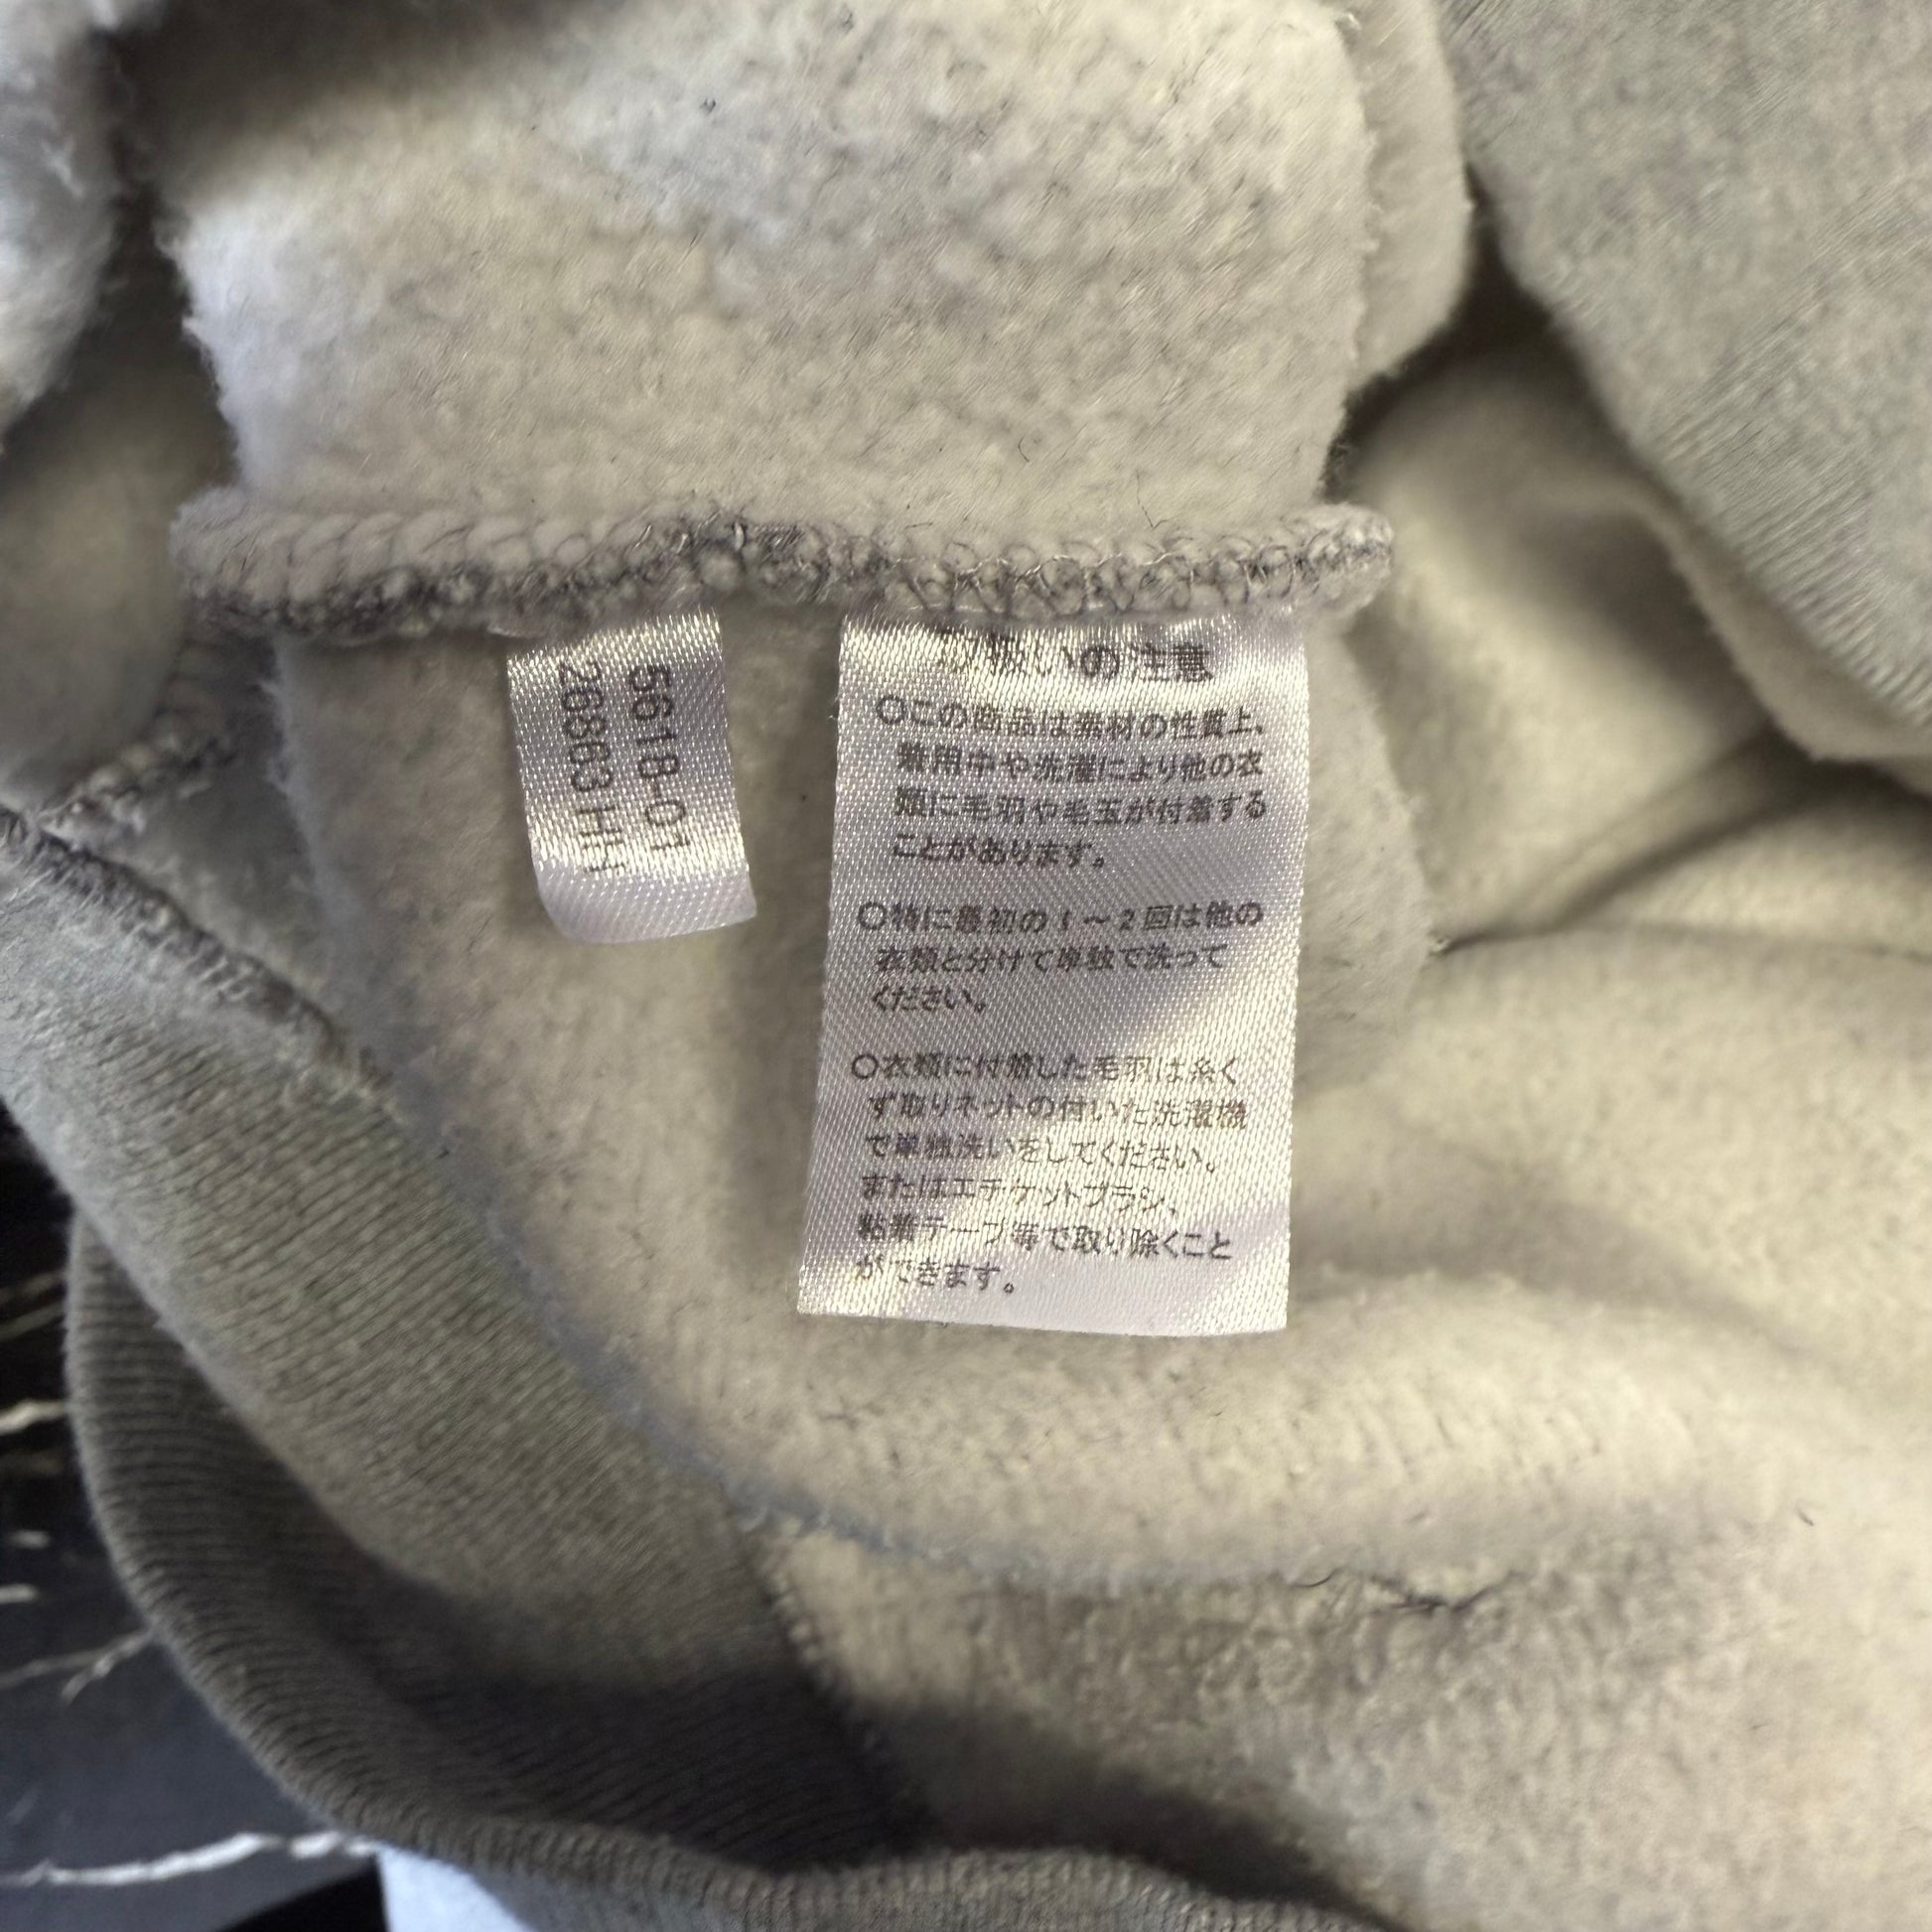 5618-01
26863 HH
扱いの注意
○この商品は素材の性質上、
着用中や洗濯により他の衣
類に毛羽や毛玉が付着する
ことがあります。
○特に最初の1～2回は他の
衣類と分けて単独で洗って
ください。
○衣類に付着した毛羽は糸く
ず取りネットの付いた洗濯機
で単独洗いをしてください。
またはエチケットブラシ、
粘着テープ等で取り除くこと
ができます。